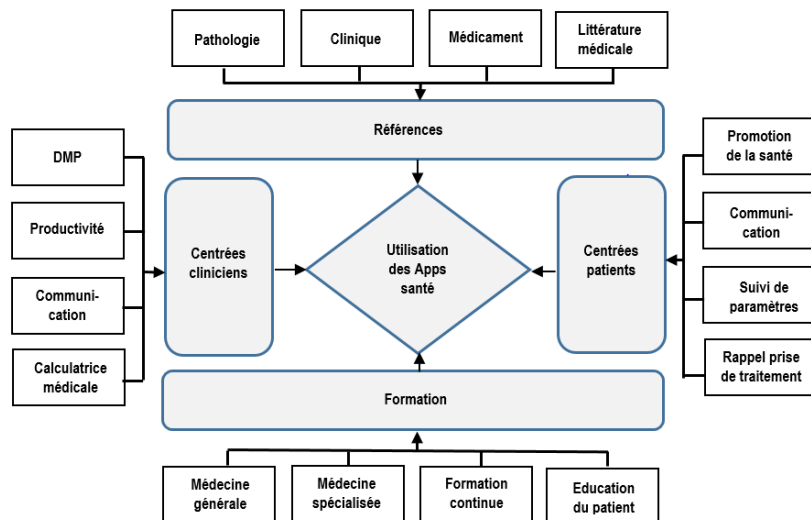 Pathologie
Clinique
Médicament
Littérature
médicale
Références
DMP
Productivité
Communi-
cation
Calculatrice
médicale
Centrées
cliniciens
Utilisation
des Apps
santé
Centrées
patients
Promotion
de la santé
Communi-
cation
Suivi de
paramètres
Rappel prise
de traitement
Formation
Médecine
générale
Médecine
spécialisée
Formation
continue
Education
du patient